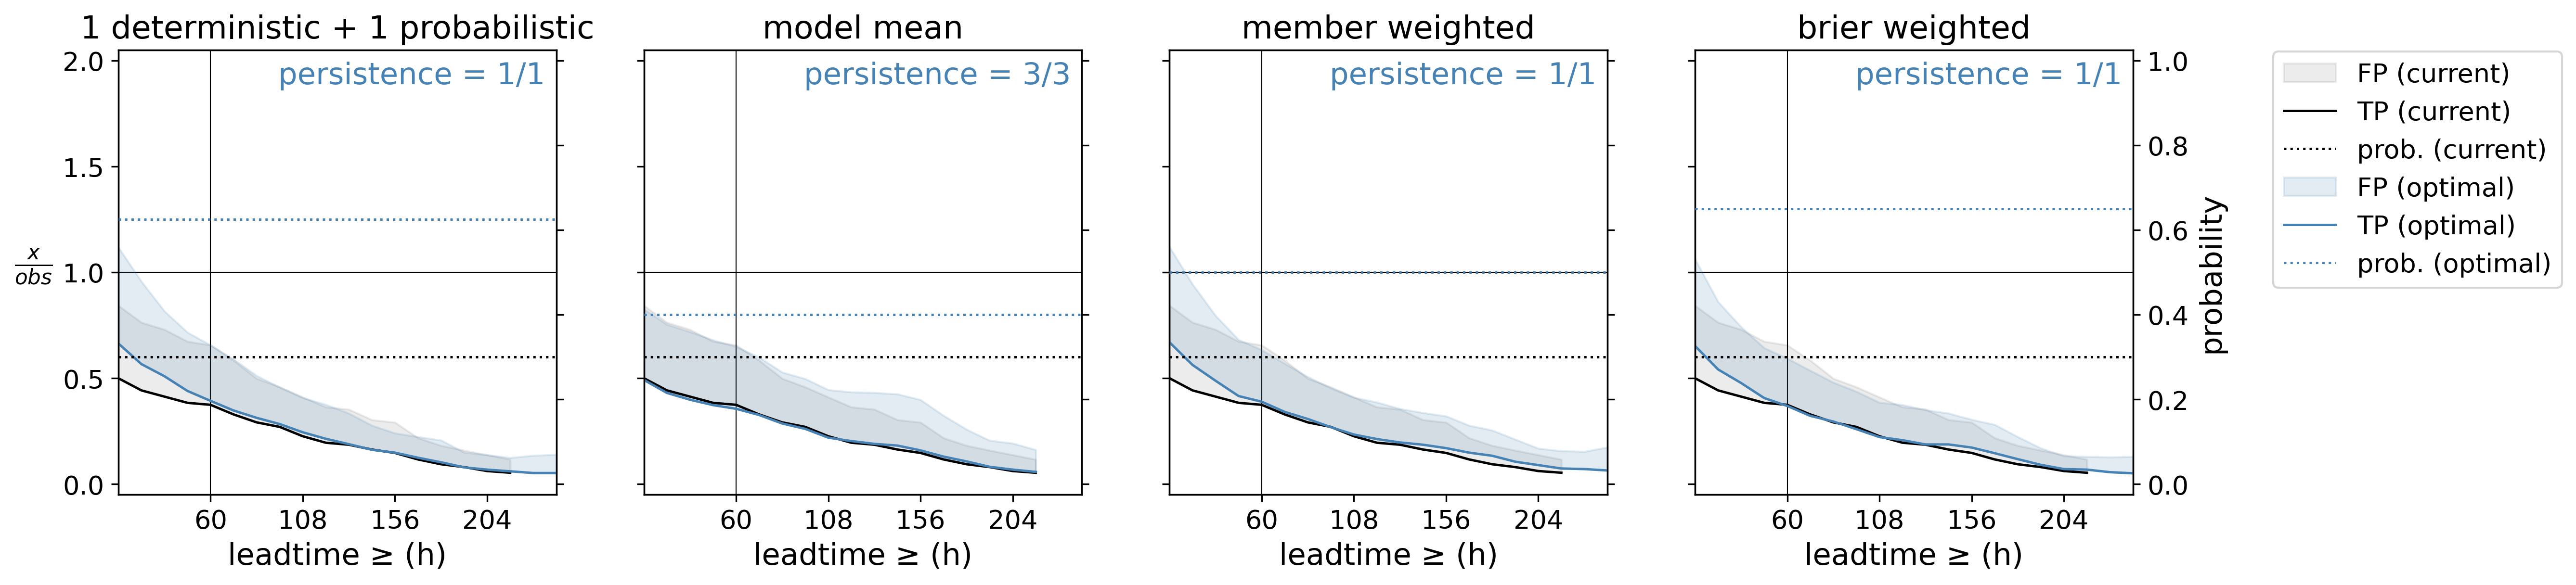 1 deterministic + 1 probabilistic
model mean
member weighted
brier weighted
persistence = 1/1
persistence = 3/3
persistence = 1/1
persistence = 1/1
2.0
1.5
1.0
0.5
0.0
x
obs
60 108 156 204
60 108 156 204
60 108 156 204
60 108 156 204
leadtime ≥ (h)
leadtime ≥ (h)
leadtime ≥ (h)
leadtime ≥ (h)
1.0
0.8
0.6
0.4
0.2
0.0
probability
FP (current)
TP (current)
prob. (current)
FP (optimal)
TP (optimal)
prob. (optimal)